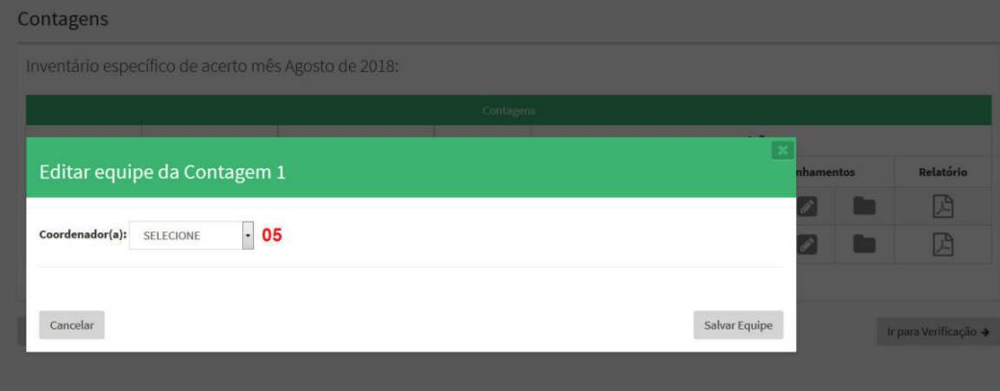 Contagens
Inventário específico de acerto mês Agosto de 2018:
Contagens
Editar equipe da Contagem 1
nhamentos
Relatório
Coordenador(a): SELECIONE 05
Cancelar
Salvar Equipe
Ir para Verificação